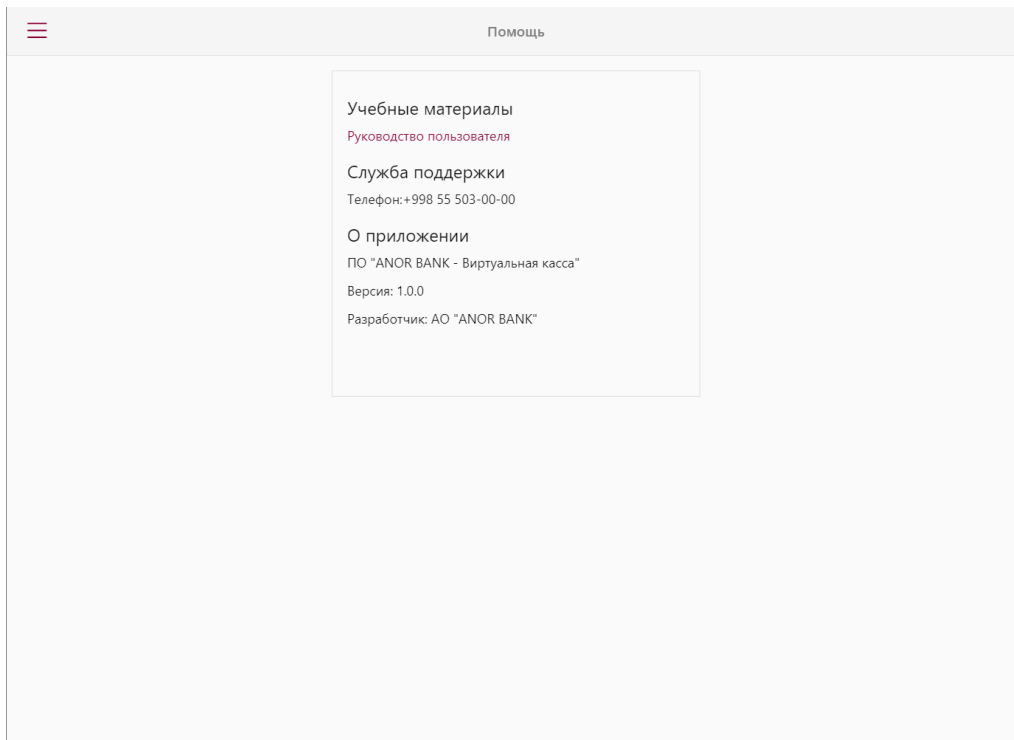 Помощь
Учебные материалы
Руководство пользователя
Служба поддержки
Телефон:+998 55 503-00-00
О приложении
ПО "ANOR BANK - Виртуальная касса"
Версия: 1.0.0
Разработчик: АО "ANOR BANK"